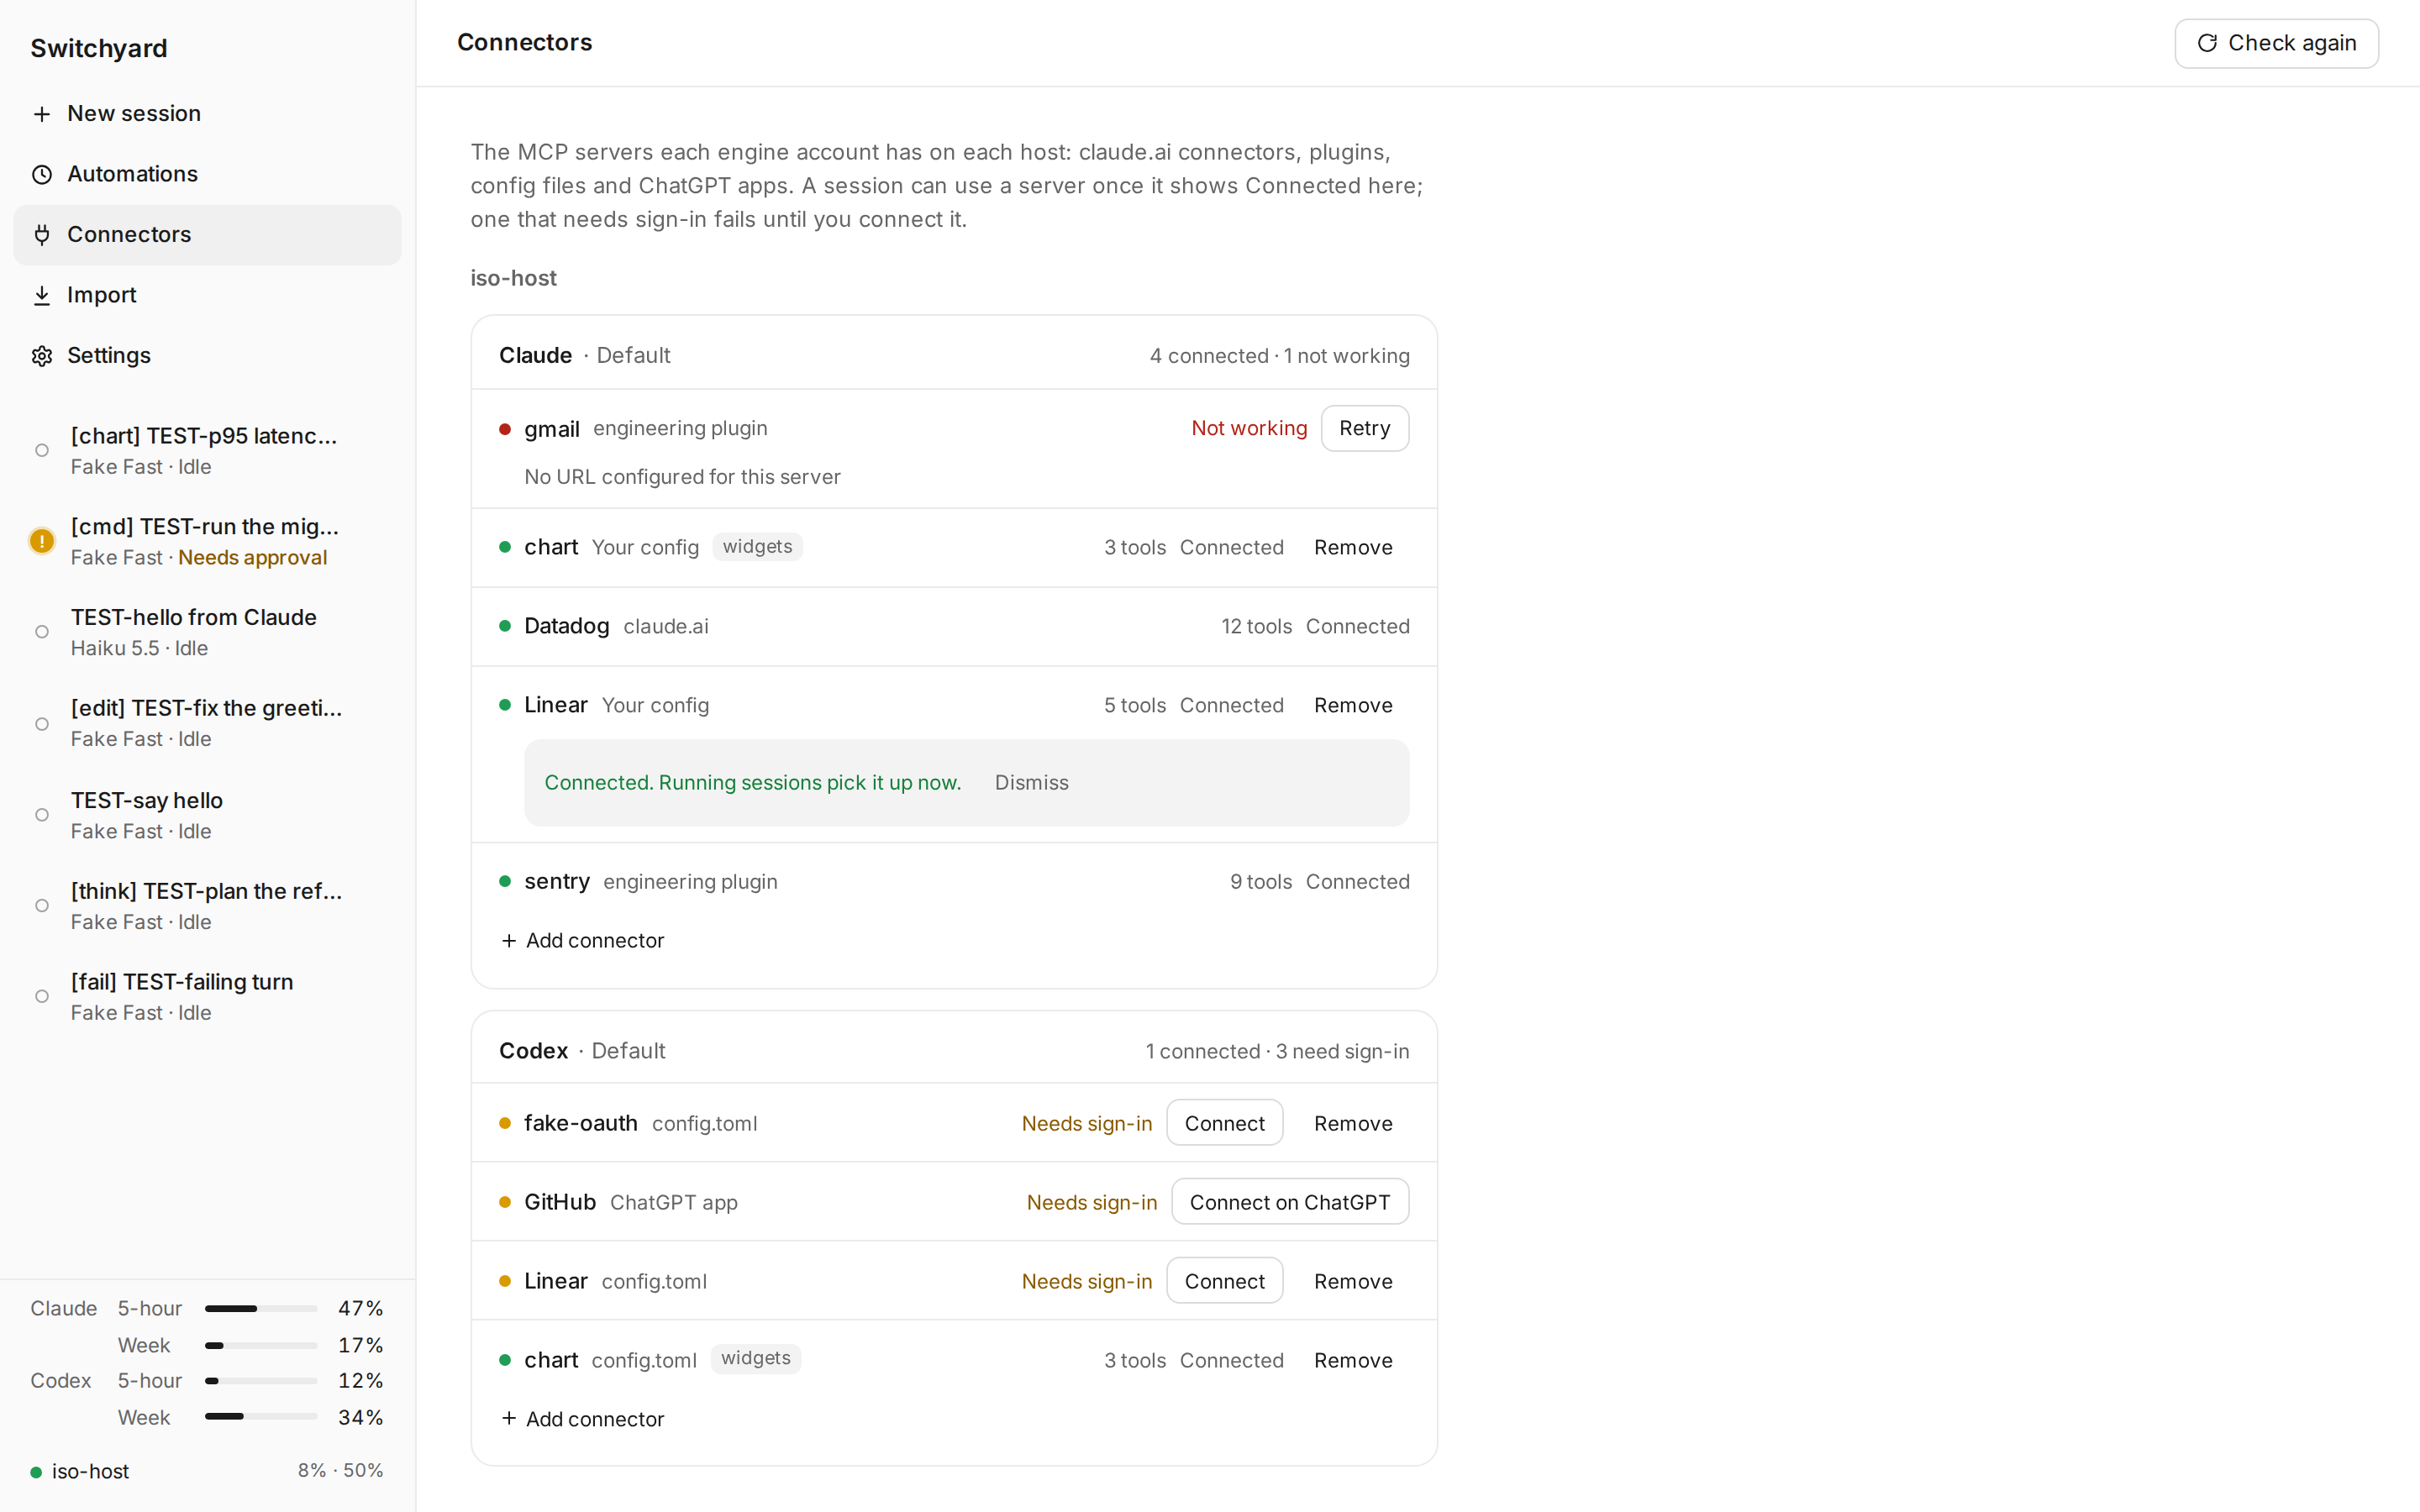 Switchyard
New session
Automations
Connectors
Import
Settings
[chart] TEST-p95 latenc...
Fake Fast · Idle
!
[cmd] TEST-run the mig...
Fake Fast · Needs approval
TEST-hello from Claude
Haiku 5.5 · Idle
[edit] TEST-fix the greeti...
Fake Fast · Idle
TEST-say hello
Fake Fast · Idle
[think] TEST-plan the ref...
Fake Fast · Idle
[fail] TEST-failing turn
Fake Fast · Idle
Claude 5-hour 47%
Week 17%
Codex 5-hour 12%
Week 34%
iso-host 8% · 50%
Connectors
Check again
The MCP servers each engine account has on each host: claude.ai connectors, plugins,
config files and ChatGPT apps. A session can use a server once it shows Connected here;
one that needs sign-in fails until you connect it.
iso-host
Claude · Default 4 connected · 1 not working
gmail engineering plugin Not working Retry
No URL configured for this server
chart Your config widgets 3 tools Connected Remove
Datadog claude.ai 12 tools Connected
Linear Your config 5 tools Connected Remove
Connected. Running sessions pick it up now. Dismiss
sentry engineering plugin 9 tools Connected
+ Add connector
Codex · Default 1 connected · 3 need sign-in
fake-oauth config.toml Needs sign-in Connect Remove
GitHub ChatGPT app Needs sign-in Connect on ChatGPT
Linear config.toml Needs sign-in Connect Remove
chart config.toml widgets 3 tools Connected Remove
+ Add connector